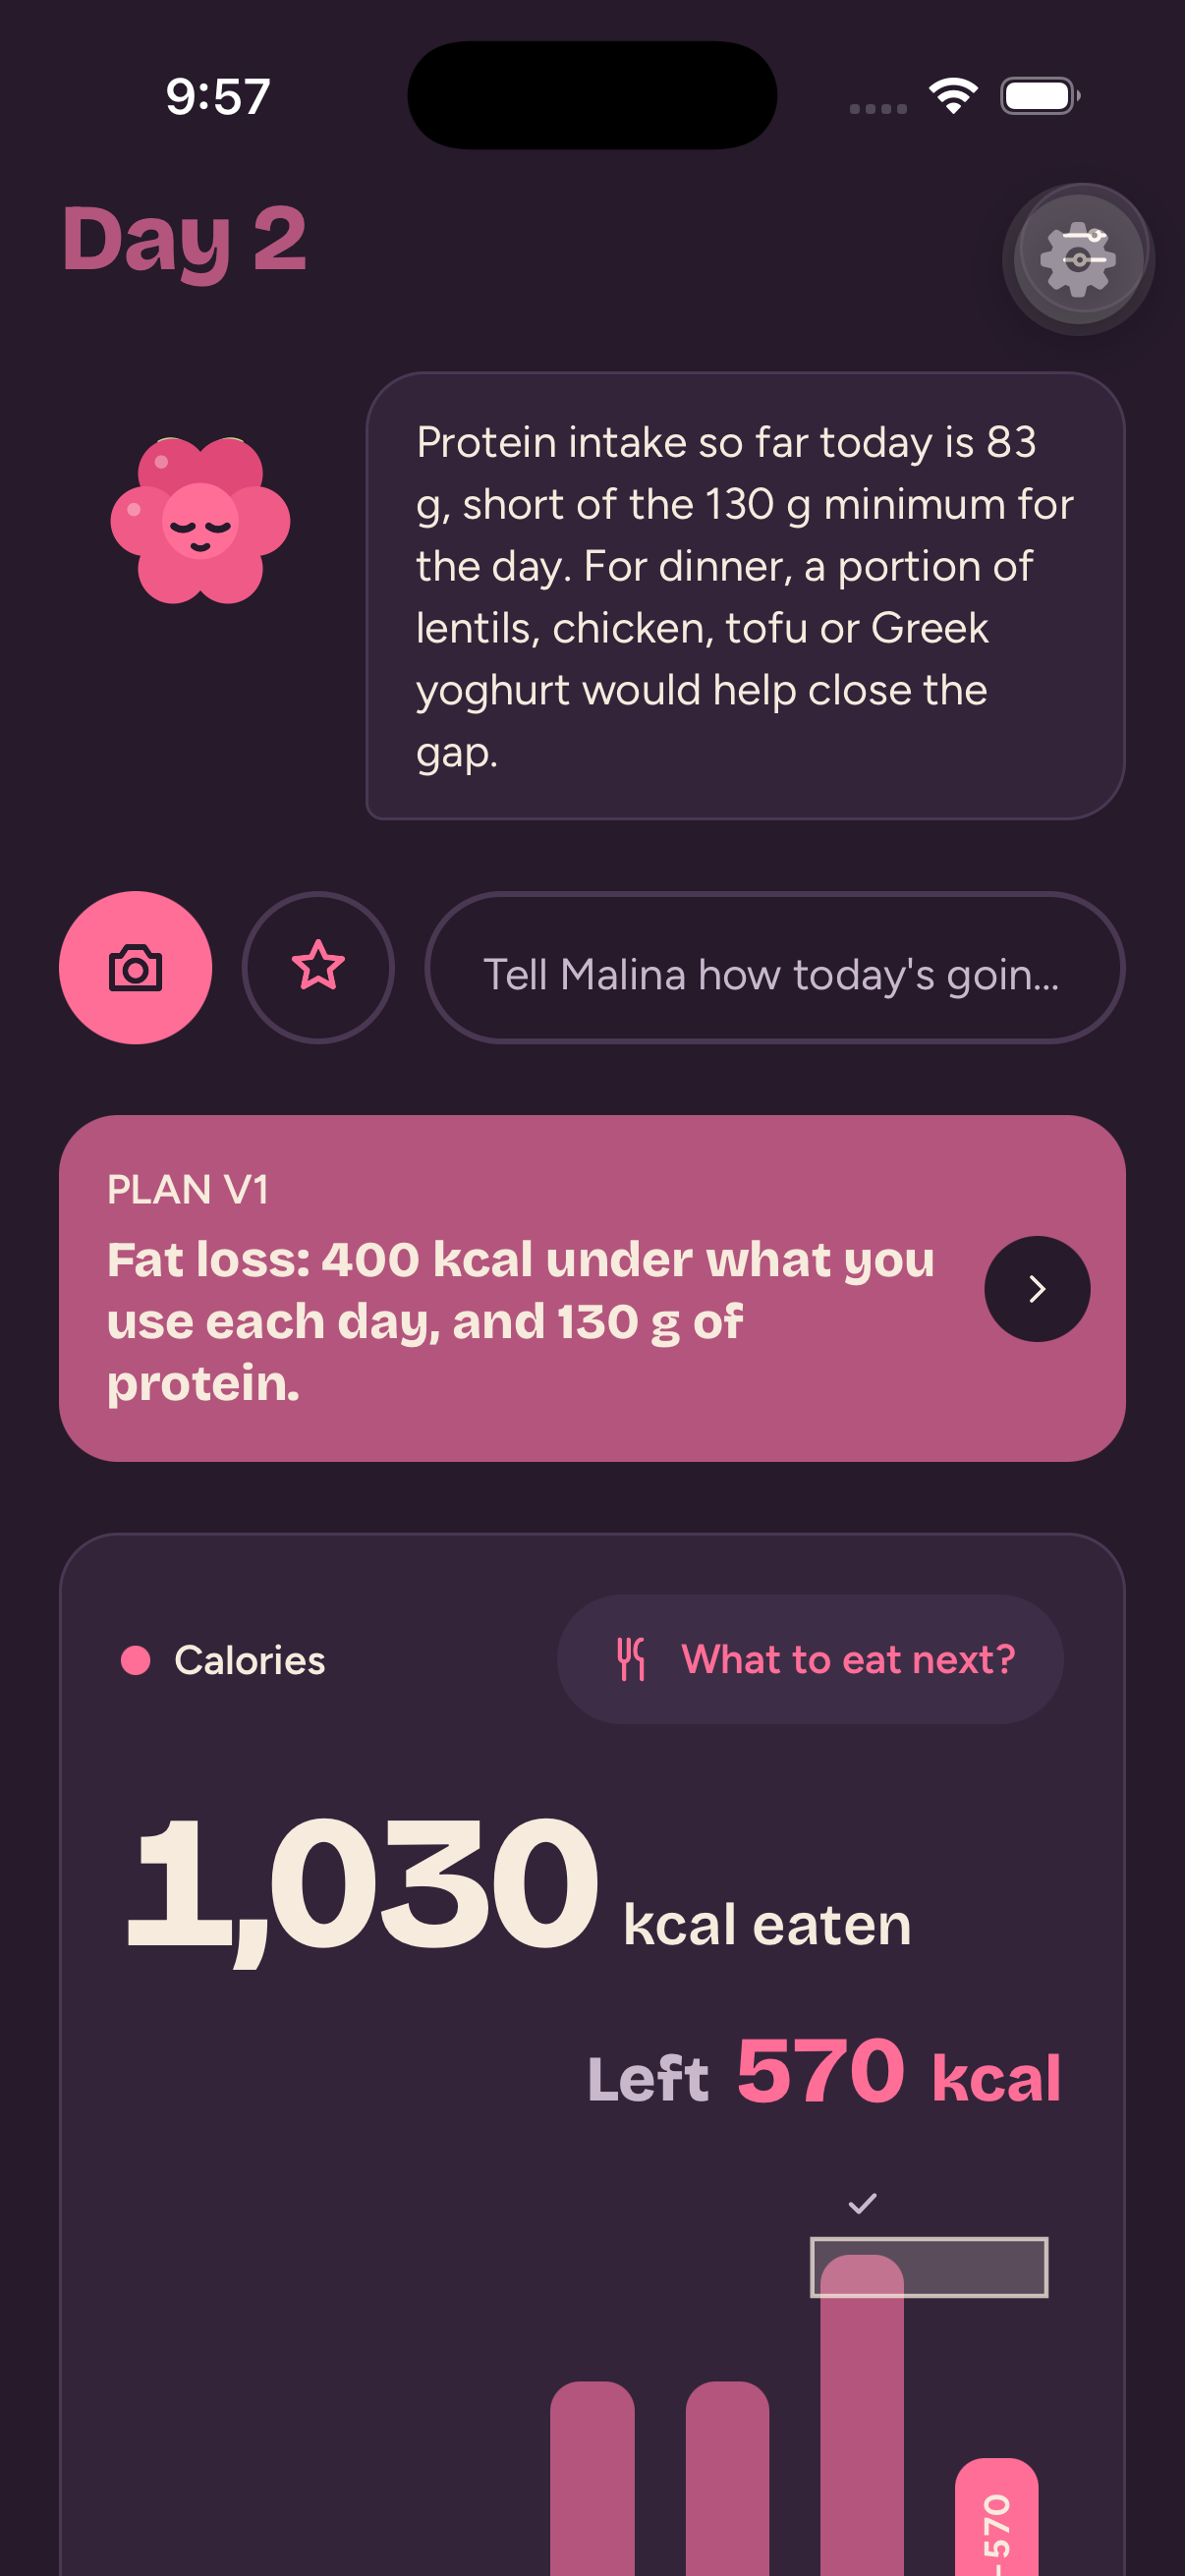 9:57
Day 2
Protein intake so far today is 83
g, short of the 130 g minimum for
the day. For dinner, a portion of
lentils, chicken, tofu or Greek
yoghurt would help close the
gap.
Tell Malina how today's goin...
PLAN V1
Fat loss: 400 kcal under what you
use each day, and 130 g of
protein.
Calories
What to eat next?
1,030 kcal eaten
Left 570 kcal
-570